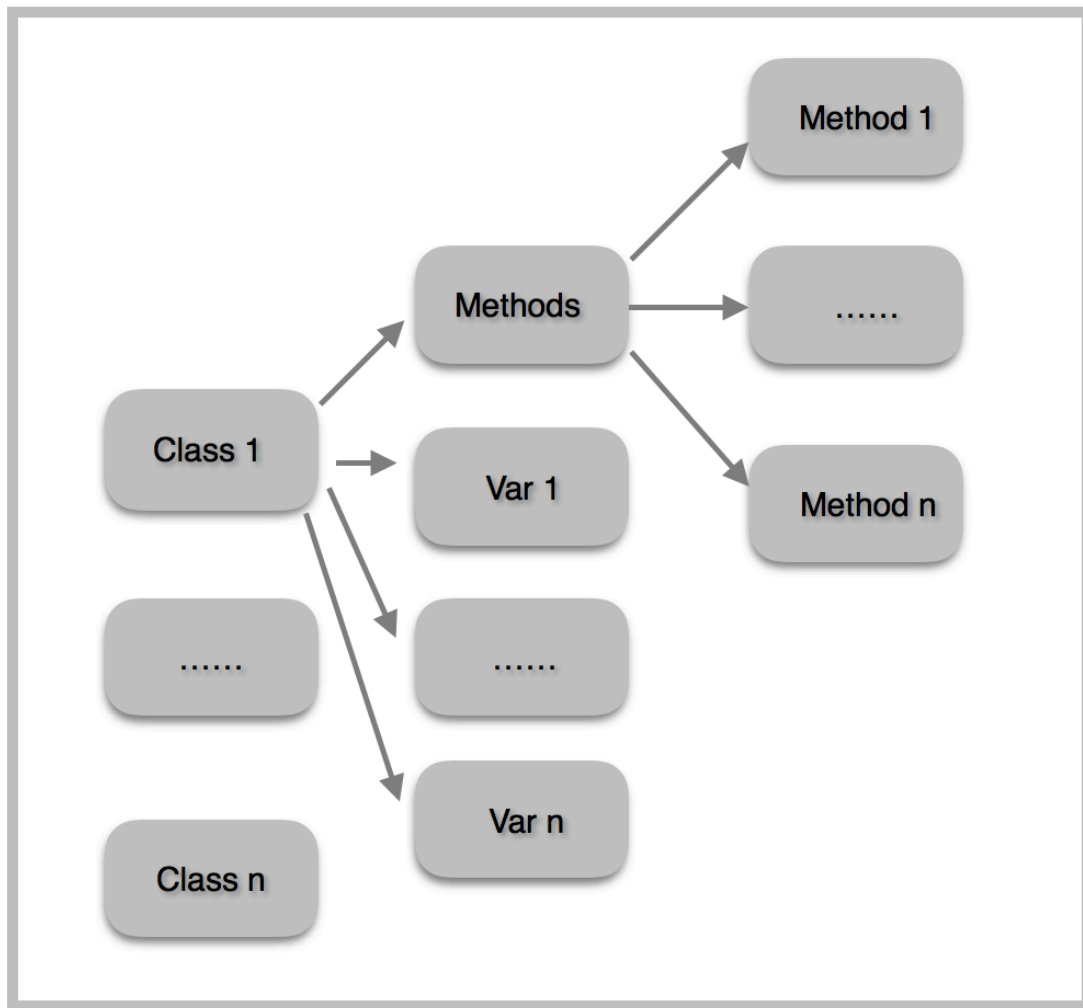 Method 1
Methods
......
Class 1
Var 1
Method n
......
......
Var n
Class n